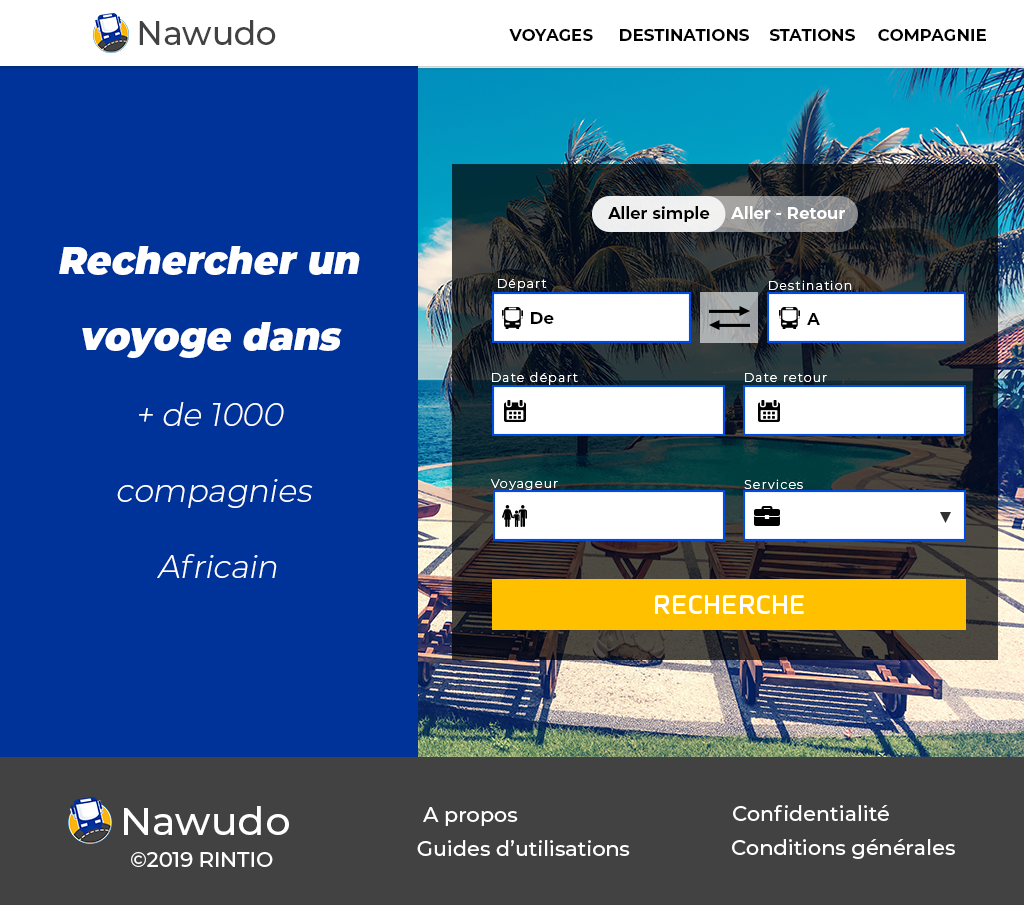 Nawudo
VOYAGES DESTINATIONS STATIONS COMPAGNIE
Rechercher un
voyoge dans
+ de 1000
compagnies
Africain
Aller simple Aller - Retour
Départ Destination
De A
Date départ Date retour
Voyageur Services
RECHERCHE
Nawudo
©2019 RINTIO
A propos
Guides d’utilisations
Confidentialité
Conditions générales